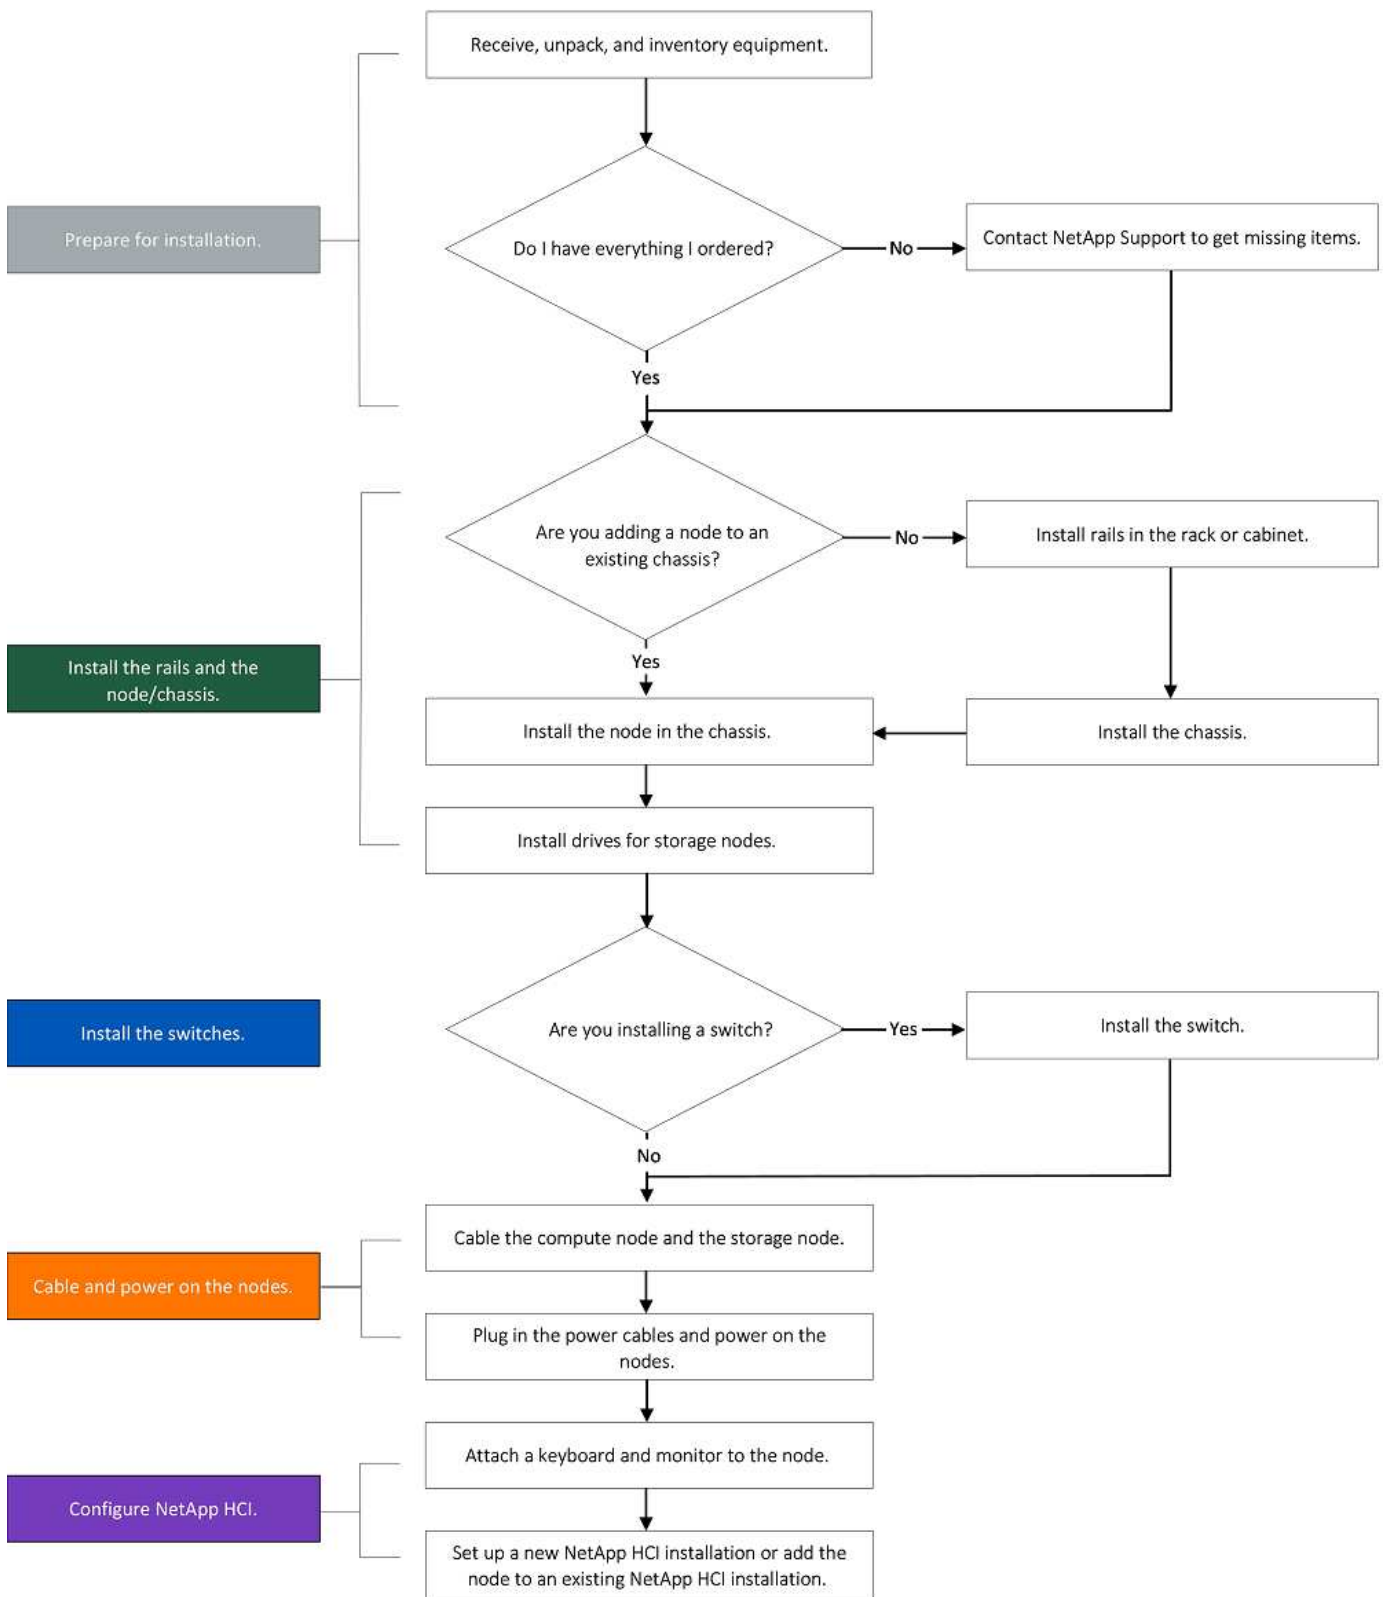 Receive, unpack, and inventory equipment.
Prepare for installation.
Do I have everything I ordered?
No
Contact NetApp Support to get missing items.
Yes
Are you adding a node to an
existing chassis?
No
Install rails in the rack or cabinet.
Yes
Install the rails and the
node/chassis.
Install the node in the chassis.
Install the chassis.
Install drives for storage nodes.
Install the switches.
Are you installing a switch?
Yes
Install the switch.
No
Cable the compute node and the storage node.
Cable and power on the nodes.
Plug in the power cables and power on the
nodes.
Attach a keyboard and monitor to the node.
Configure NetApp HCI.
Set up a new NetApp HCI installation or add the
node to an existing NetApp HCI installation.